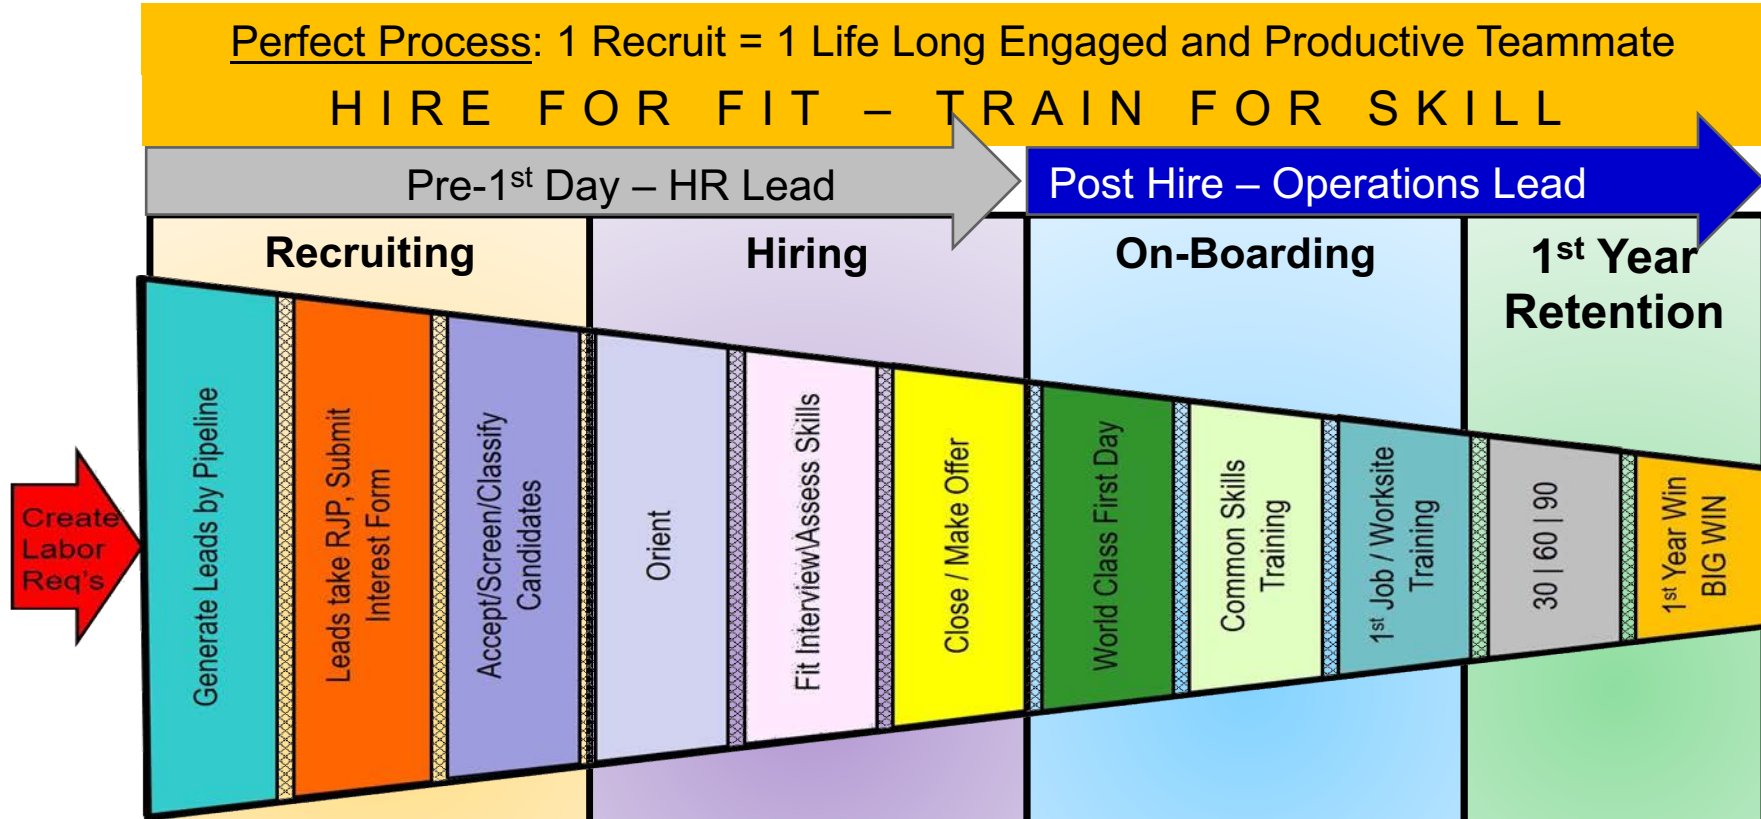 Perfect Process: 1 Recruit = 1 Life Long Engaged and Productive Teammate
HIRE FOR FIT – TRAIN FOR SKILL
Pre-1st Day – HR Lead
Post Hire – Operations Lead
Recruiting
Hiring
On-Boarding
1st Year
Retention
Create
Labor
Req's
Generate Leads by Pipeline
Leads take RJP, Submit
Interest Form
Accept/Screen/Classify
Candidates
Orient
Fit Interview\Assess Skills
Close / Make Offer
World Class First Day
Common Skills
Training
1st Job / Worksite
Training
30 | 60 | 90
1st Year Win
BIG WIN